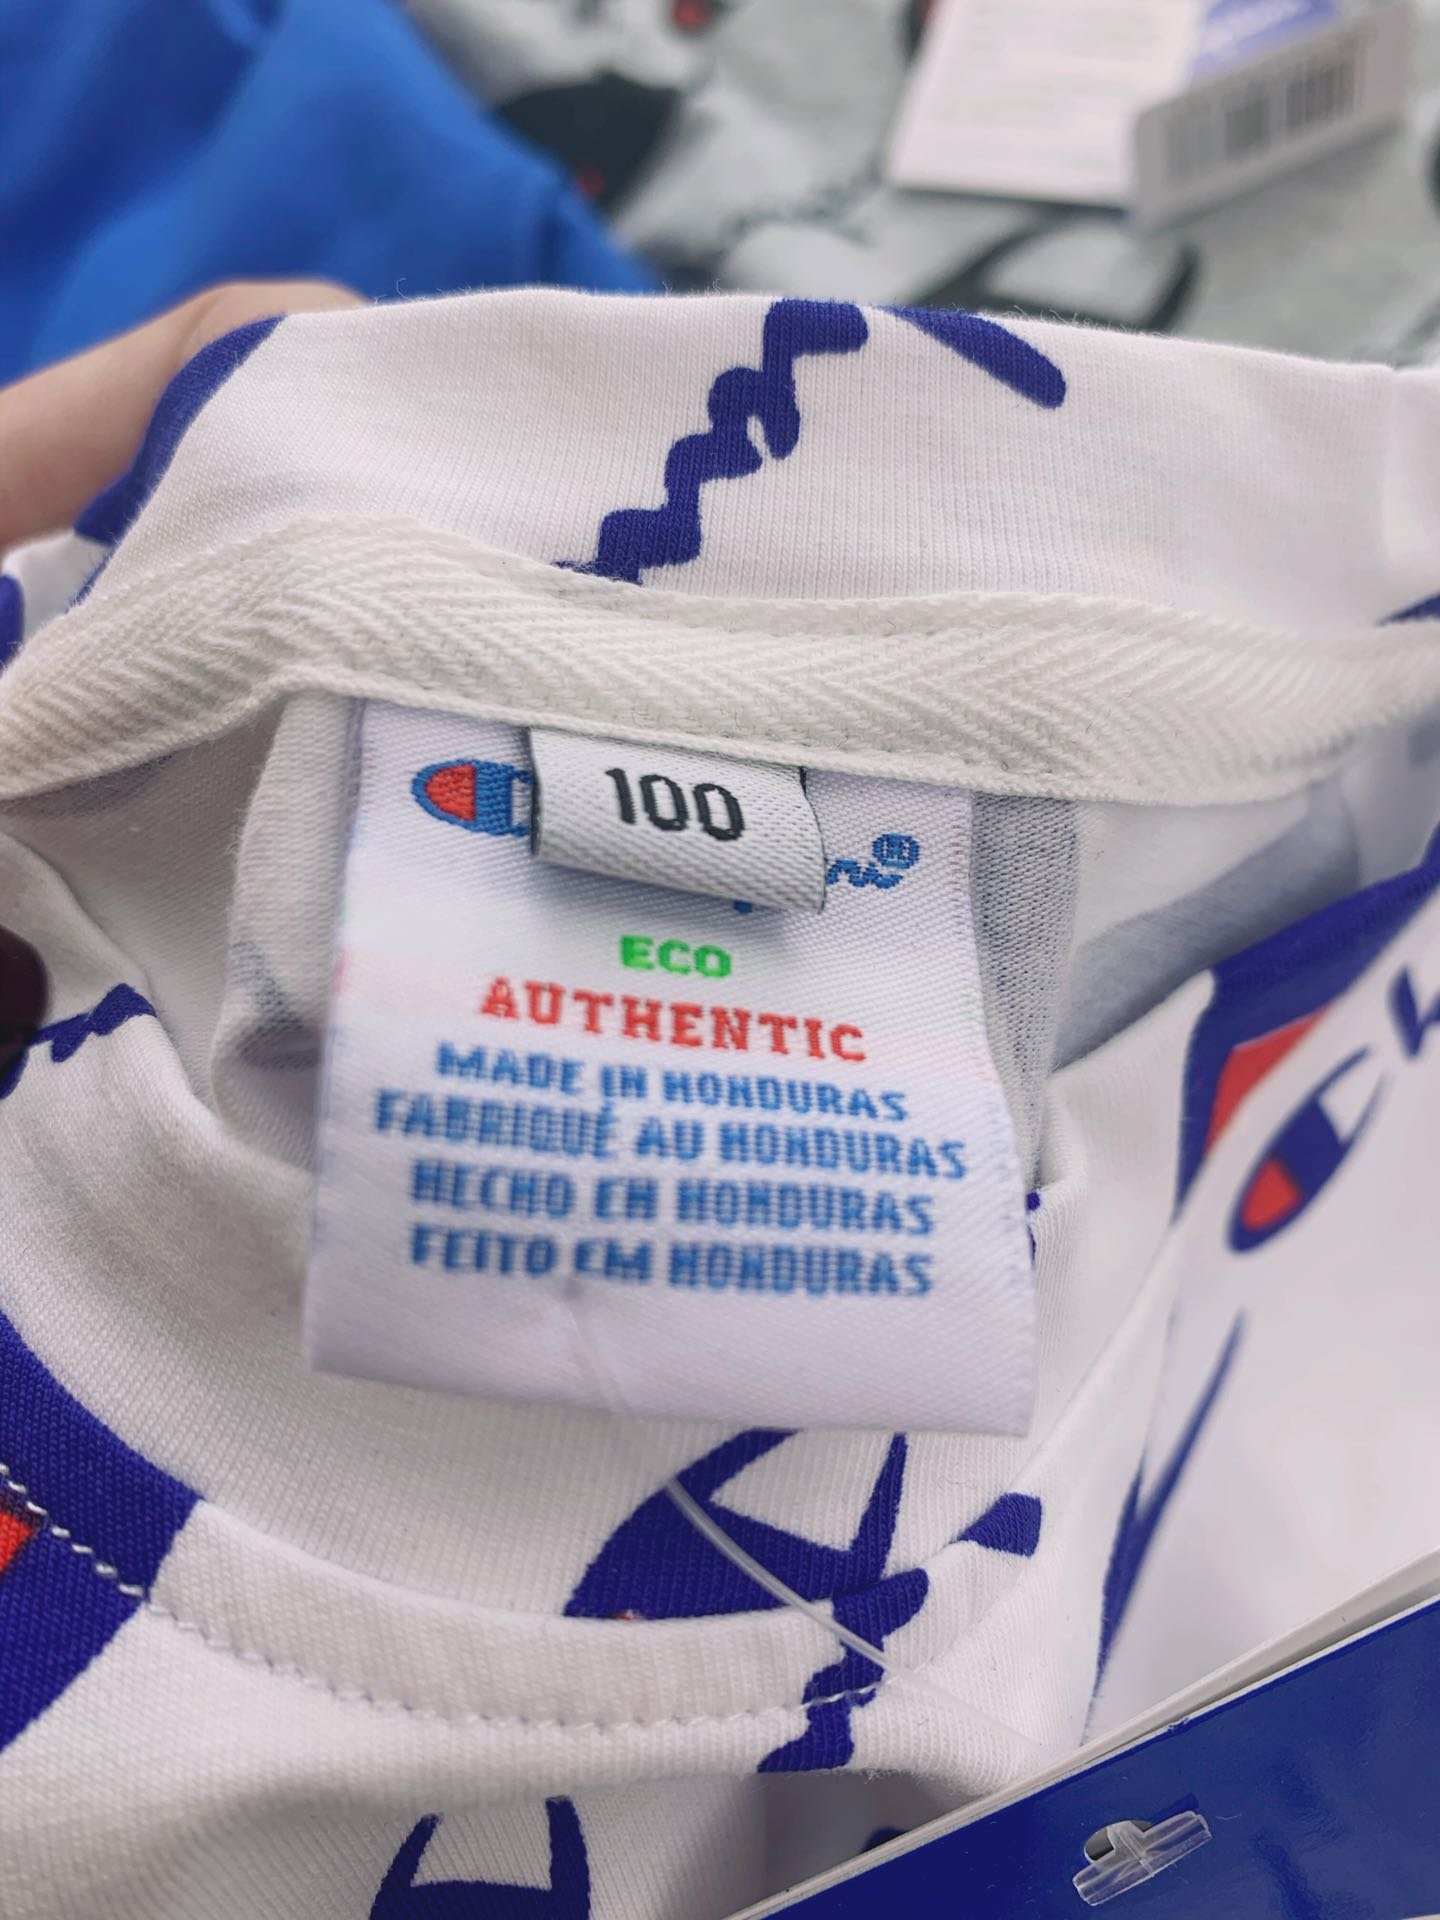 100
ECO
AUTHENTIC
MADE IN HONDURAS
FABRIQUÉ AU HONDURAS
HECHO EN HONDURAS
FEITO EM HONDURAS